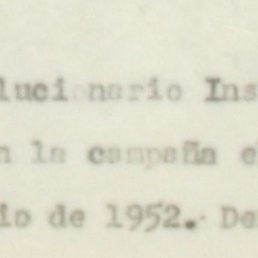 lucionario Ins
n la campaña e
io de 1952. De